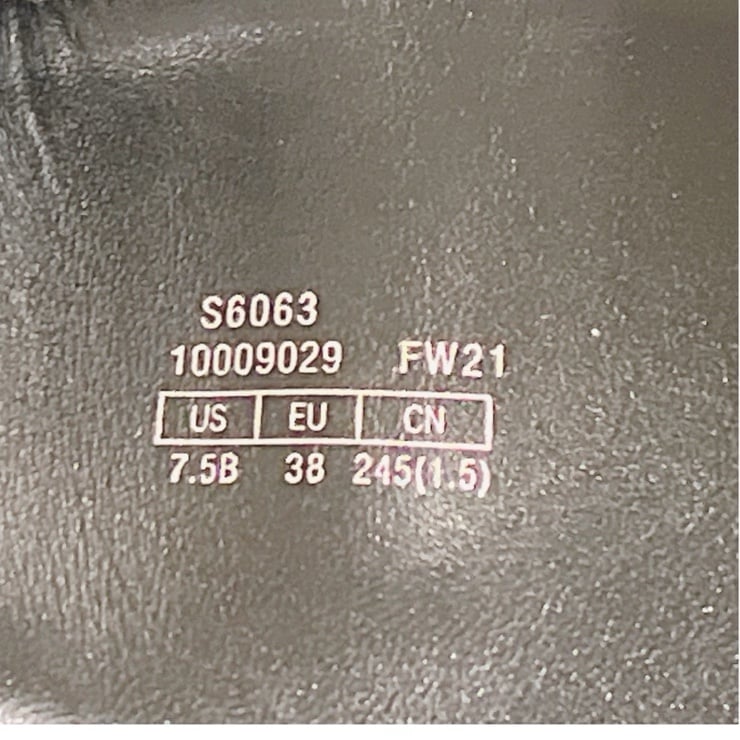 S6063
10009029 FW21
US EU CN
7.5B 38 245(1.5)